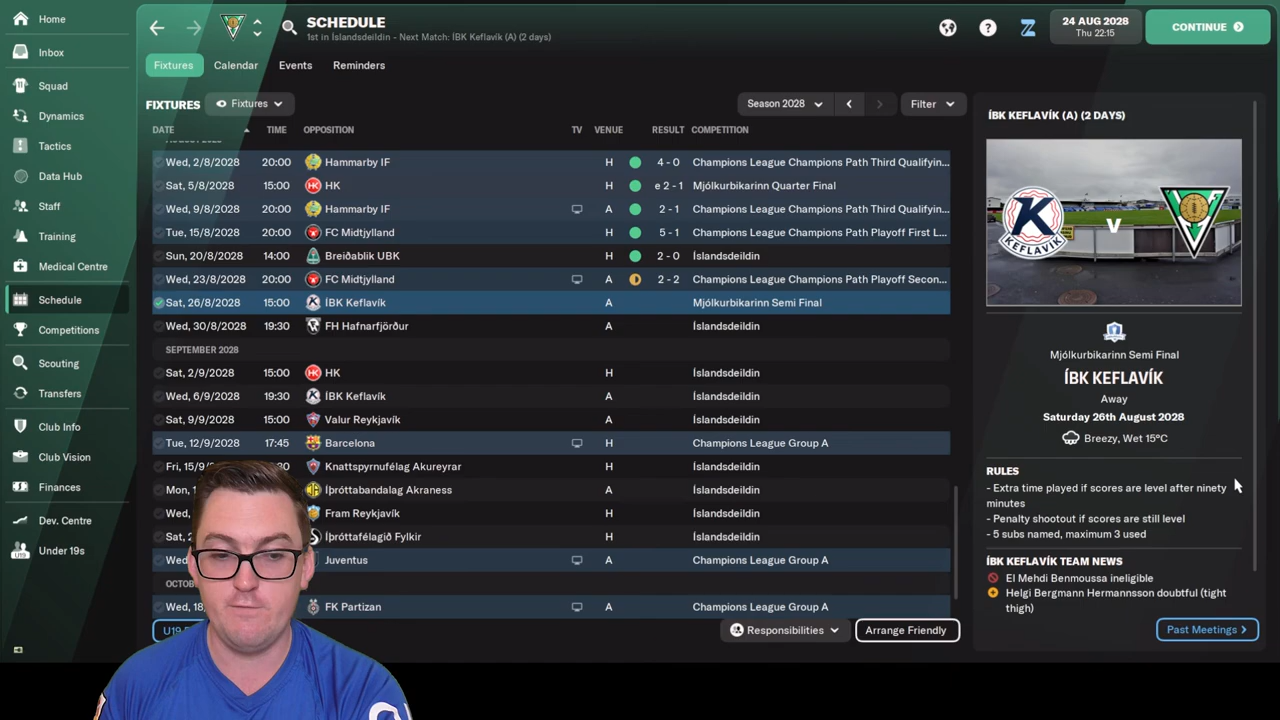 Home
Inbox
Squad
Dynamics
Tactics
Data Hub
Staff
Training
Medical Centre
Schedule
Competitions
Scouting
Transfers
Club Info
Club Vision
Finances
Dev. Centre
Under 19s
SCHEDULE
1st in Íslandsdeildin - Next Match: ÍBK Keflavík (A) (2 days)
24 AUG 2028
Thu 22:15
CONTINUE
Fixtures Calendar Events Reminders
FIXTURES Fixtures Season 2028 Filter
DATE TIME OPPOSITION TV VENUE RESULT COMPETITION
Wed, 2/8/2028 20:00 Hammarby IF H 4 - 0 Champions League Champions Path Third Qualifyin...
Sat, 5/8/2028 15:00 HK H e 2 - 1 Mjólkurbikarinn Quarter Final
Wed, 9/8/2028 20:00 Hammarby IF A 2 - 1 Champions League Champions Path Third Qualifyin...
Tue, 15/8/2028 20:00 FC Midtjylland H 5 - 1 Champions League Champions Path Playoff First L...
Sun, 20/8/2028 14:00 Breiðablik UBK H 2 - 0 Íslandsdeildin
Wed, 23/8/2028 20:00 FC Midtjylland A 2 - 2 Champions League Champions Path Playoff Secon...
Sat, 26/8/2028 15:00 ÍBK Keflavík A Mjólkurbikarinn Semi Final
Wed, 30/8/2028 19:30 FH Hafnarfjörður A Íslandsdeildin
SEPTEMBER 2028
Sat, 2/9/2028 15:00 HK H Íslandsdeildin
Wed, 6/9/2028 19:30 ÍBK Keflavík A Íslandsdeildin
Sat, 9/9/2028 15:00 Valur Reykjavík A Íslandsdeildin
Tue, 12/9/2028 17:45 Barcelona H Champions League Group A
Fri, 15/9 Knattspyrnufélag Akureyrar H Íslandsdeildin
Mon, Íþróttabandalag Akraness A Íslandsdeildin
Wed, Fram Reykjavík H Íslandsdeildin
Sat, 2 Íþróttafélagið Fylkir H Íslandsdeildin
Wed Juventus A Champions League Group A
OCTO
Wed, 18 FK Partizan A Champions League Group A
U19 Responsibilities Arrange Friendly
ÍBK KEFLAVÍK (A) (2 DAYS)
K
KEFLAVIK
V
Mjólkurbikarinn Semi Final
ÍBK KEFLAVÍK
Away
Saturday 26th August 2028
Breezy, Wet 15°C
RULES
- Extra time played if scores are level after ninety
minutes
- Penalty shootout if scores are still level
- 5 subs named, maximum 3 used
ÍBK KEFLAVÍK TEAM NEWS
El Mehdi Benmoussa ineligible
Helgi Bergmann Hermannsson doubtful (tight
thigh)
Past Meetings